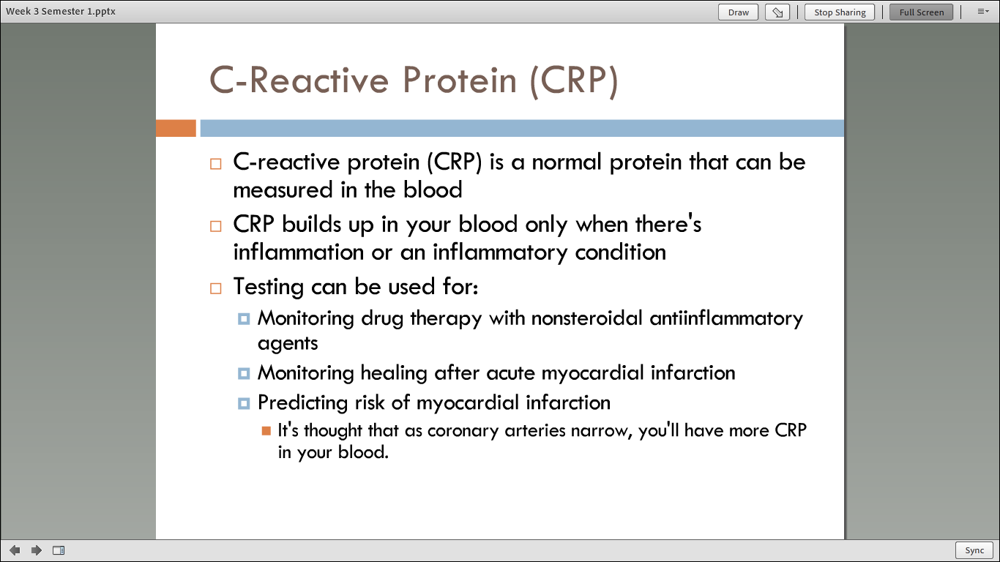 Week 3 Semester 1.pptx
Draw
Stop Sharing
Full Screen
C-Reactive Protein (CRP)
C-reactive protein (CRP) is a normal protein that can be
measured in the blood
CRP builds up in your blood only when there's
inflammation or an inflammatory condition
Testing can be used for:
Monitoring drug therapy with nonsteroidal antiinflammatory
agents
Monitoring healing after acute myocardial infarction
Predicting risk of myocardial infarction
It's thought that as coronary arteries narrow, you'll have more CRP
in your blood.
Sync